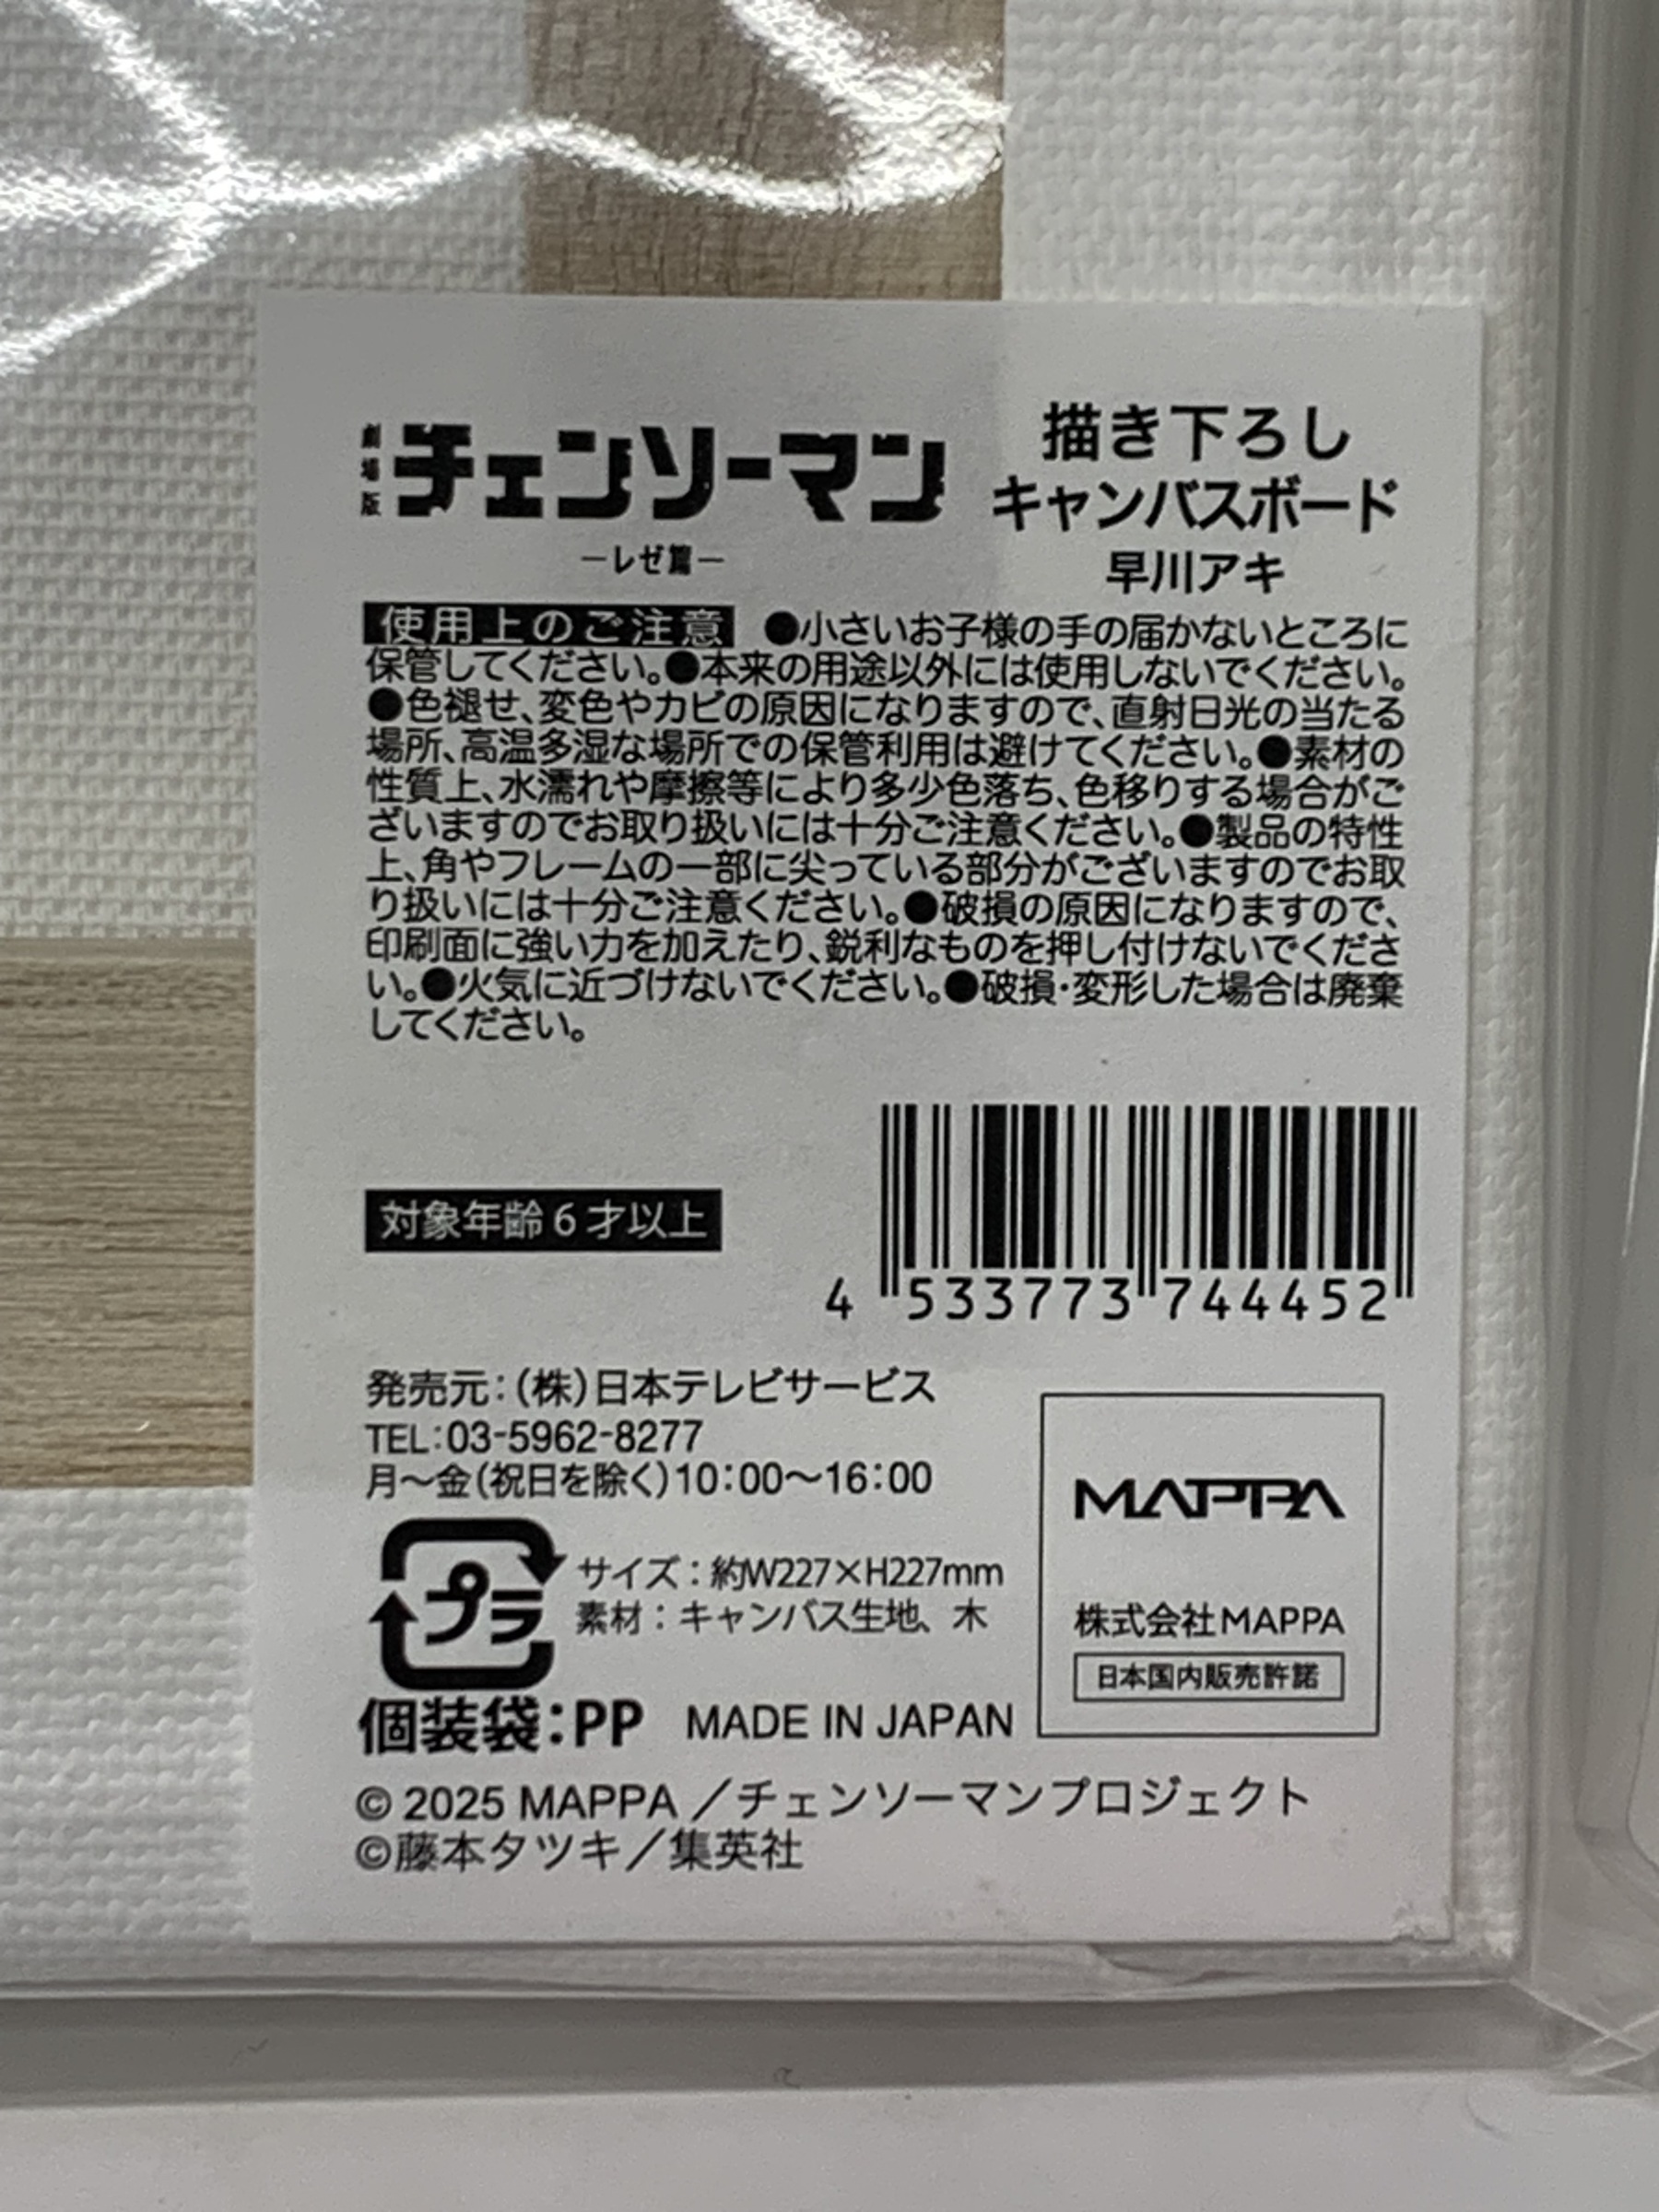 劇場版 チェンソーマン
―レゼ篇―
描き下ろし
キャンバスボード
早川アキ
使用上のご注意 ●小さいお子様の手の届かないところに
保管してください。●本来の用途以外には使用しないでください。
●色褪せ、変色やカビの原因になりますので、直射日光の当たる
場所、高温多湿な場所での保管利用は避けてください。●素材の
性質上、水濡れや摩擦等により多少色落ち、色移りする場合がご
ざいますのでお取り扱いには十分ご注意ください。●製品の特性
上、角やフレームの一部に尖っている部分がございますのでお取
り扱いには十分ご注意ください。●破損の原因になりますので、
印刷面に強い力を加えたり、鋭利なものを押し付けないでくださ
い。●火気に近づけないでください。●破損・変形した場合は廃棄
してください。
対象年齢6才以上
4 533773 744452
発売元：(株)日本テレビサービス
TEL：03-5962-8277
月～金(祝日を除く)10：00～16：00
プラ
サイズ：約W227×H227mm
素材：キャンバス生地、木
個装袋：PP MADE IN JAPAN
MAPPA
株式会社MAPPA
日本国内販売許諾
© 2025 MAPPA ／チェンソーマンプロジェクト
©藤本タツキ／集英社